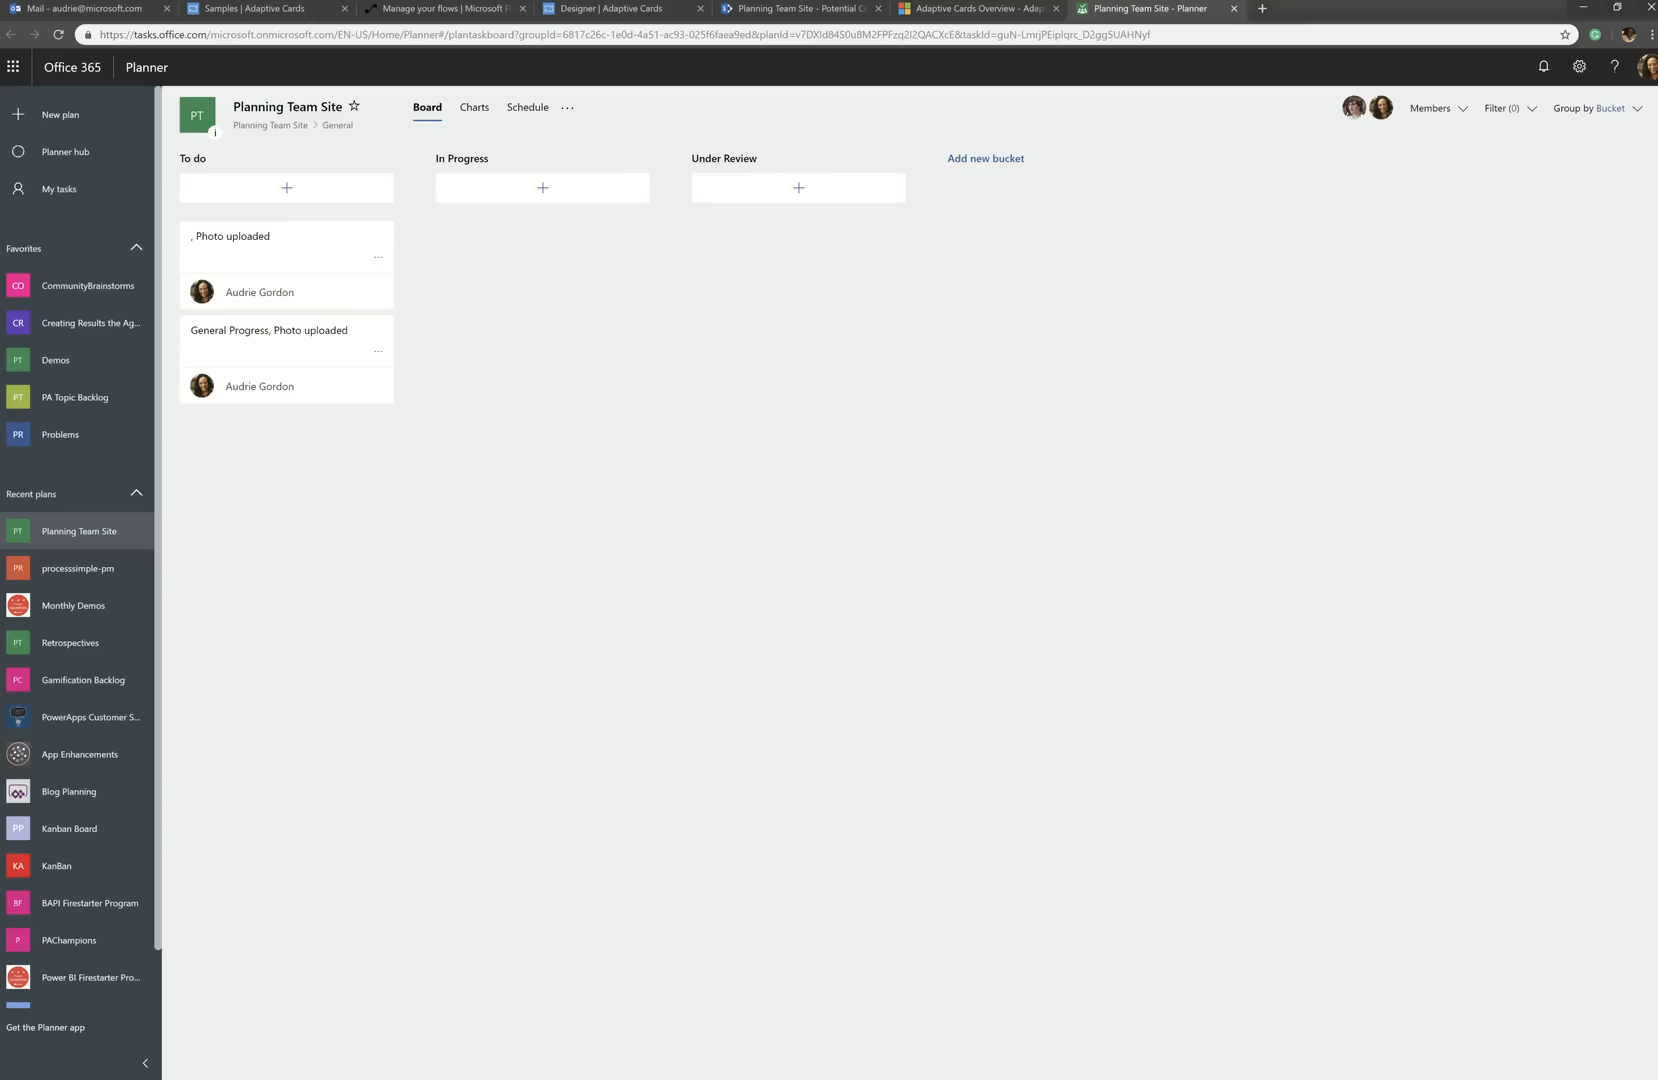 Mail - audrie@microsoft.com
Samples | Adaptive Cards
Manage your flows | Microsoft Fl
Designer | Adaptive Cards
Planning Team Site - Potential C
Adaptive Cards Overview - Adap
Planning Team Site - Planner
https://tasks.office.com/microsoft.onmicrosoft.com/EN-US/Home/Planner#/plantaskboard?groupId=6817c26c-1e0d-4a51-ac93-025f6faea9ed&planId=v7DXId84S0u8M2FPFzq2l2QACXcE&taskId=guN-LmrjPEiplqrc_D2gg5UAHNyf
Office 365
Planner
New plan
Planner hub
My tasks
Favorites
CO CommunityBrainstorms
CR Creating Results the Ag...
PT Demos
PT PA Topic Backlog
PR Problems
Recent plans
PT Planning Team Site
PR processsimple-pm
Monthly Demos
PT Retrospectives
PC Gamification Backlog
PowerApps Customer S...
App Enhancements
Blog Planning
PP Kanban Board
KA KanBan
BF BAPI Firestarter Program
P PAChampions
Power BI Firestarter Pro...
Get the Planner app
PT
Planning Team Site
Planning Team Site > General
Board
Charts
Schedule
...
Members
Filter (0)
Group by Bucket
To do
In Progress
Under Review
Add new bucket
, Photo uploaded
...
Audrie Gordon
General Progress, Photo uploaded
...
Audrie Gordon